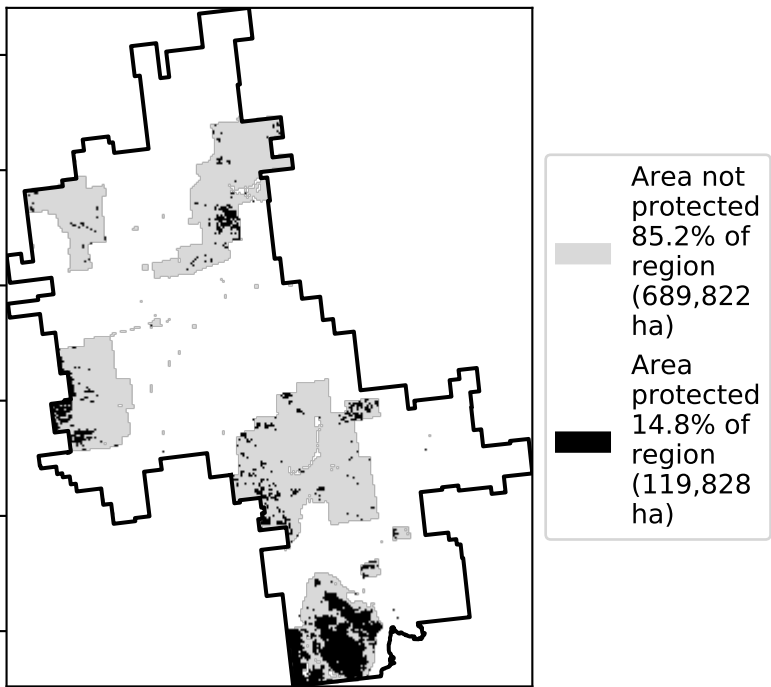 Area not
protected
85.2% of
region
(689,822
ha)
Area
protected
14.8% of
region
(119,828
ha)